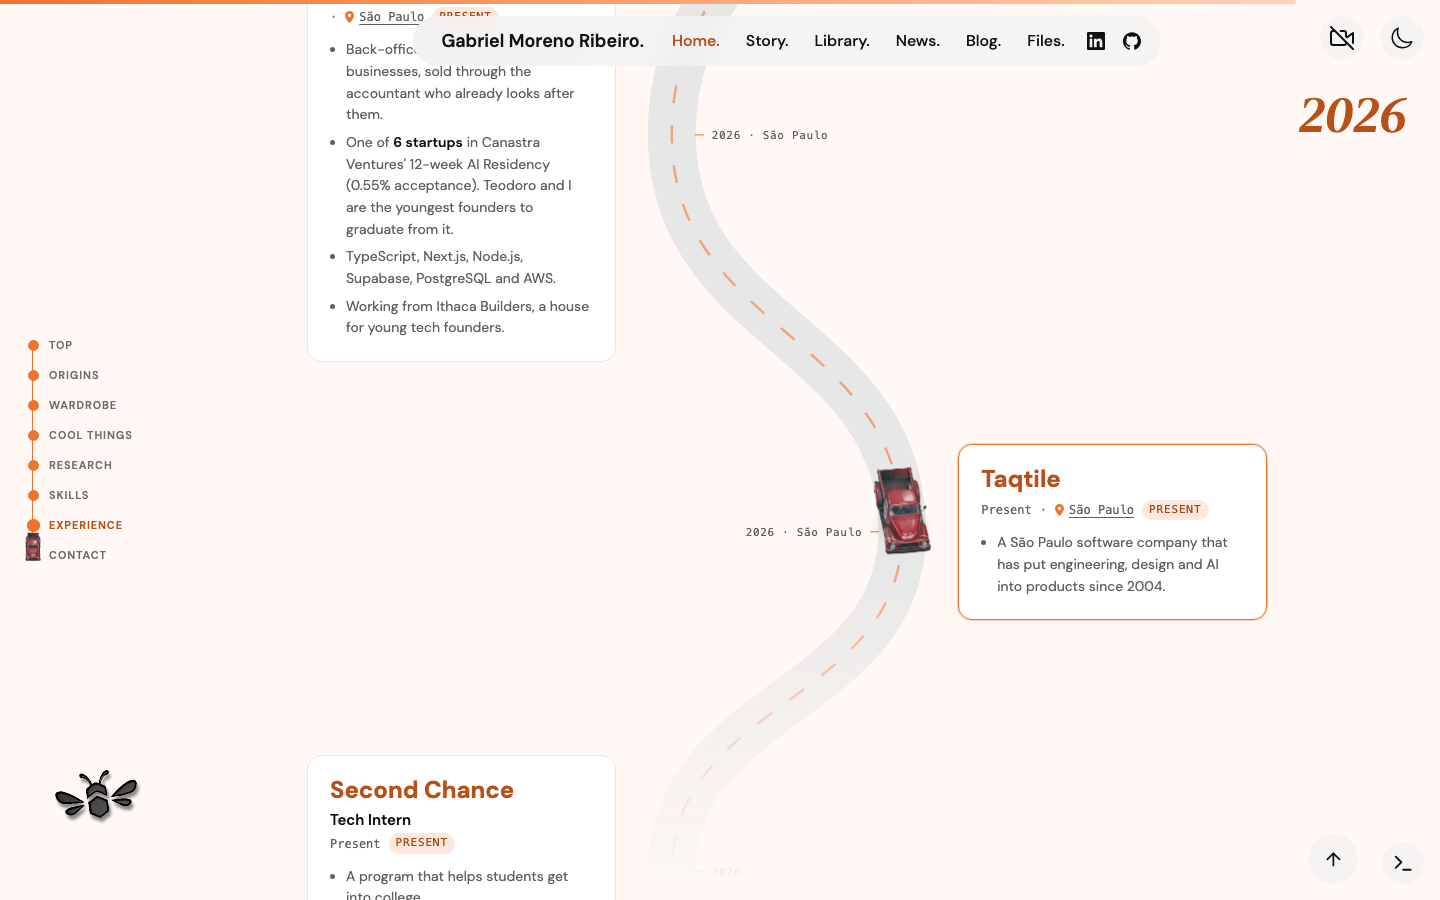 Gabriel Moreno Ribeiro.
Home.
Story.
Library.
News.
Blog.
Files.
2026
· São Paulo PRESENT
Back-office
businesses, sold through the
accountant who already looks after
them.
One of 6 startups in Canastra
Ventures' 12-week AI Residency
(0.55% acceptance). Teodoro and I
are the youngest founders to
graduate from it.
TypeScript, Next.js, Node.js,
Supabase, PostgreSQL and AWS.
Working from Ithaca Builders, a house
for young tech founders.
2026 · São Paulo
TOP
ORIGINS
WARDROBE
COOL THINGS
RESEARCH
SKILLS
EXPERIENCE
CONTACT
2026 · São Paulo
Taqtile
Present · São Paulo PRESENT
A São Paulo software company that
has put engineering, design and AI
into products since 2004.
Second Chance
Tech Intern
Present PRESENT
A program that helps students get
into college
2026